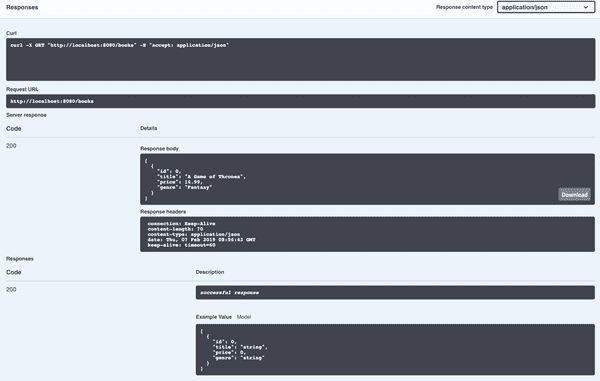 Responses
Response content type
application/json
Curl
curl -X GET "http://localhost:8080/books" -H "accept: application/json"
Request URL
http://localhost:8080/books
Server response
Code
Details
200
Response body
[
{
"id": 0,
"title": "A Game of Thrones",
"price": 14.99,
"genre": "Fantasy"
}
]
Download
Response headers
connection: Keep-Alive
content-length: 70
content-type: application/json
date: Thu, 07 Feb 2019 08:56:43 GMT
keep-alive: timeout=60
Responses
Code
Description
200
successful response
Example Value Model
[
{
"id": 0,
"title": "string",
"price": 0,
"genre": "string"
}
]